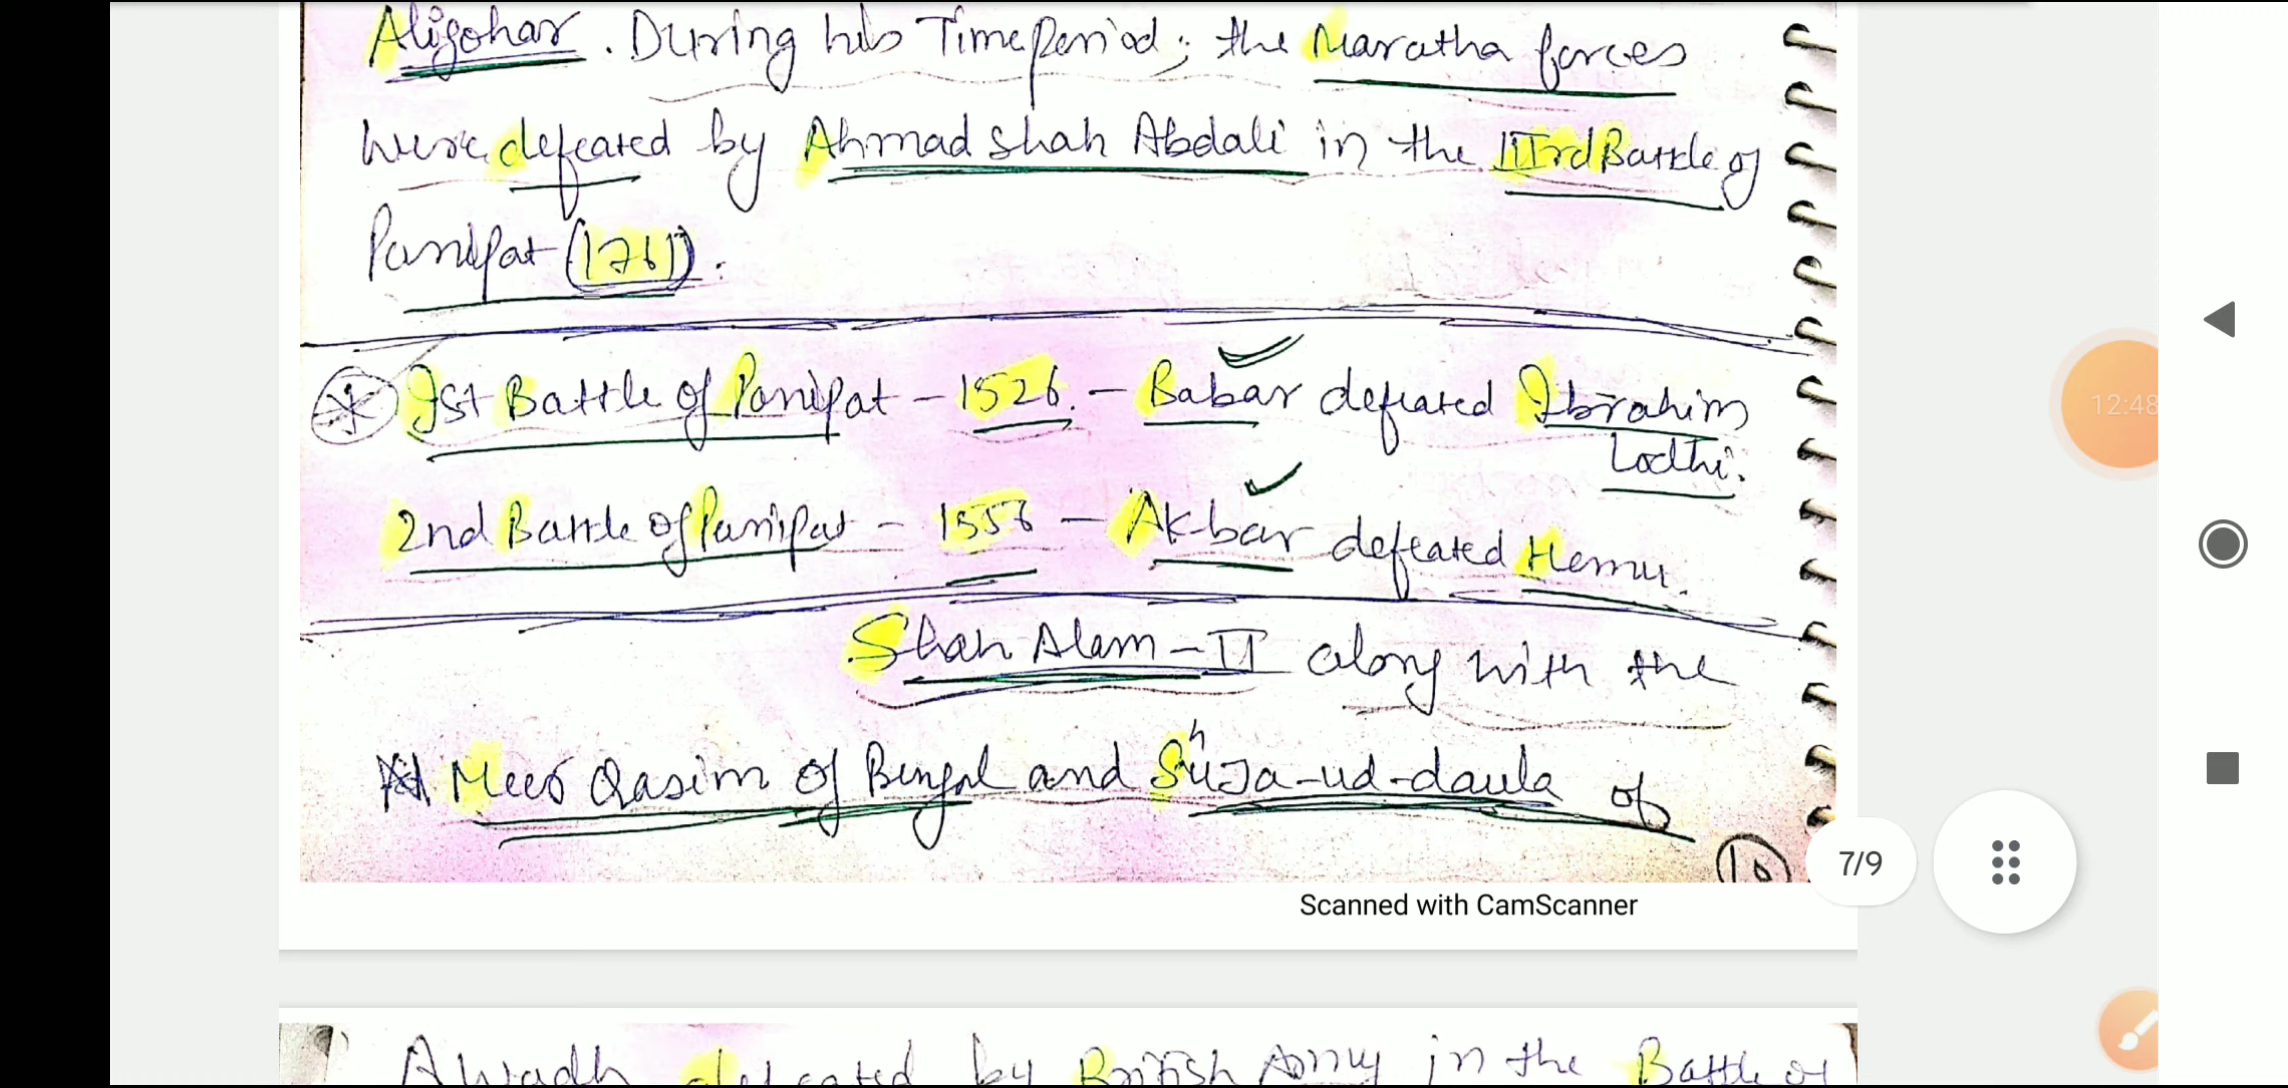 Aligohar. During his Time period, the Maratha forces
were defeated by Ahmad Shah Abdali in the IIIrd Battle of
Panipat (1761).
Ist Battle of Panipat - 1526. - Babar defeated Ibrahim
Lodhi.
2nd Battle of Panipat - 1556 - Akbar defeated Hemu.
Shah Alam - II along with the
Meer Qasim of Bengal and Shuja-ud-daula of
10
7/9
12:48
Scanned with CamScanner
Awadh defeated by British Army in the Battle of